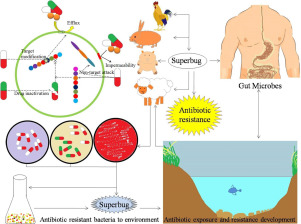 Efflux
Target
modification
Impermeability
Non-target attack
Drug inactivation
Superbug
Gut Microbes
Antibiotic
resistance
Superbug
Antibiotic resistant bacteria to environment
Antibiotic exposure and resistance development